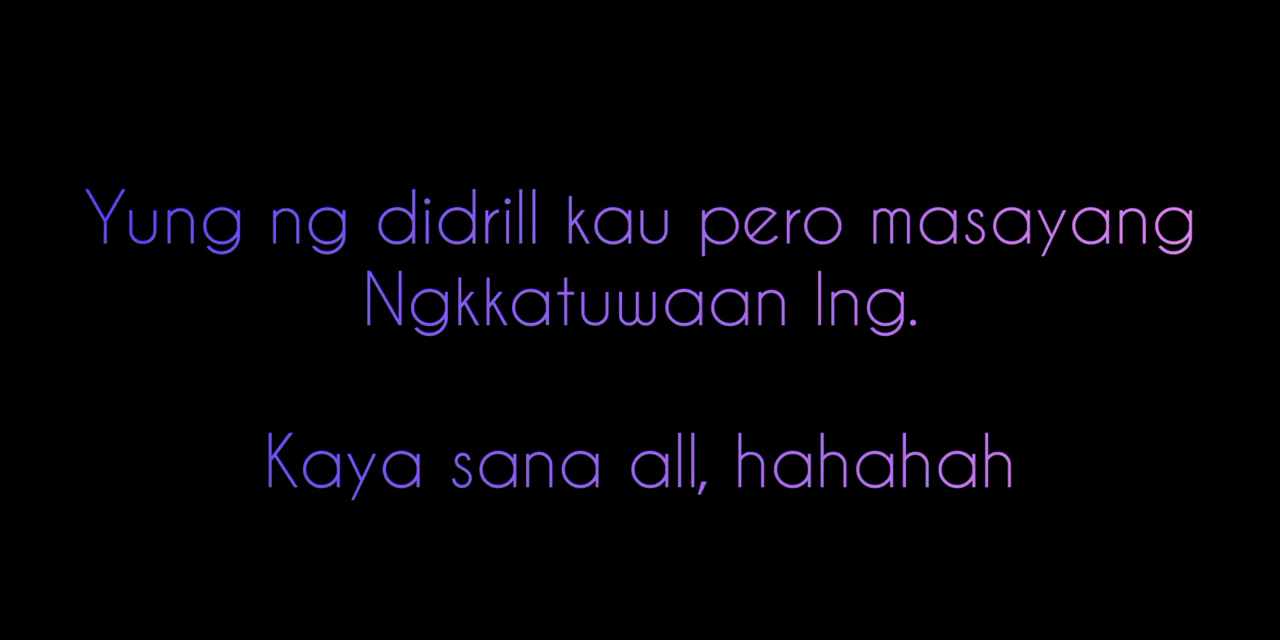 Yung ng didrill kau pero masayang
Ngkkatuwaan lng.
Kaya sana all, hahahah